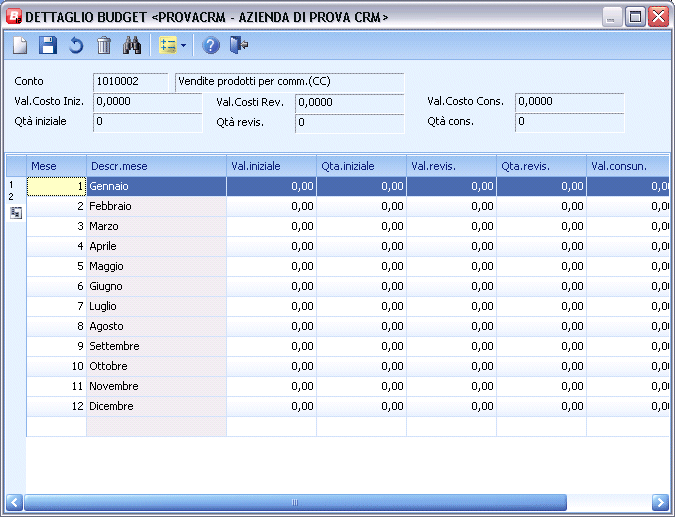 DETTAGLIO BUDGET <PROVACRM - AZIENDA DI PROVA CRM>
Conto 1010002 Vendite prodotti per comm.(CC)
Val.Costo Iniz. 0,0000 Val.Costi Rev. 0,0000 Val.Costo Cons. 0,0000
Qtà iniziale 0 Qtà revis. 0 Qtà cons. 0
Mese Descr.mese Val.iniziale Qta.iniziale Val.revis. Qta.revis. Val.consun.
1
2
1 Gennaio 0,00 0,00 0,00 0,00 0,0
2 Febbraio 0,00 0,00 0,00 0,00 0,0
3 Marzo 0,00 0,00 0,00 0,00 0,0
4 Aprile 0,00 0,00 0,00 0,00 0,0
5 Maggio 0,00 0,00 0,00 0,00 0,0
6 Giugno 0,00 0,00 0,00 0,00 0,0
7 Luglio 0,00 0,00 0,00 0,00 0,0
8 Agosto 0,00 0,00 0,00 0,00 0,0
9 Settembre 0,00 0,00 0,00 0,00 0,0
10 Ottobre 0,00 0,00 0,00 0,00 0,0
11 Novembre 0,00 0,00 0,00 0,00 0,0
12 Dicembre 0,00 0,00 0,00 0,00 0,0